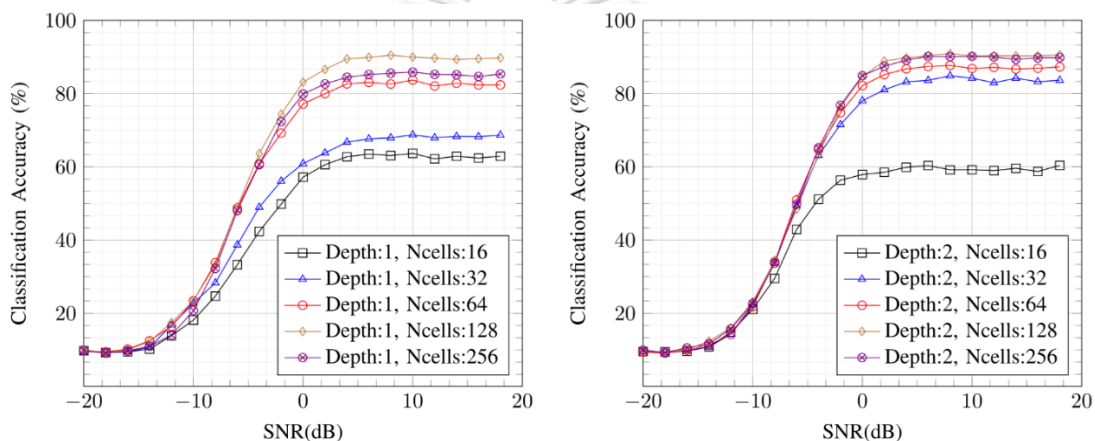 100
80
60
40
20
Classification Accuracy (%)
−20
−10
0
10
20
SNR(dB)
Depth:1, Ncells:16
Depth:1, Ncells:32
Depth:1, Ncells:64
Depth:1, Ncells:128
Depth:1, Ncells:256
100
80
60
40
20
Classification Accuracy (%)
−20
−10
0
10
20
SNR(dB)
Depth:2, Ncells:16
Depth:2, Ncells:32
Depth:2, Ncells:64
Depth:2, Ncells:128
Depth:2, Ncells:256